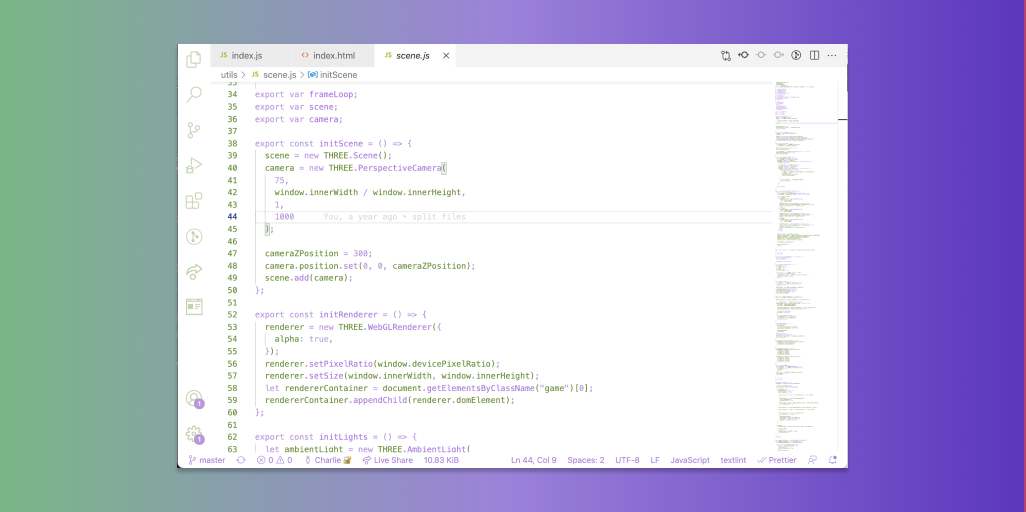 JS index.js <> index.html JS scene.js ×
utils > JS scene.js > initScene
33
34 export var frameLoop;
35 export var scene;
36 export var camera;
37
38 export const initScene = () => {
39 scene = new THREE.Scene();
40 camera = new THREE.PerspectiveCamera(
41 75,
42 window.innerWidth / window.innerHeight,
43 1,
44 1000 You, a year ago • split files
45 );
46
47 cameraZPosition = 300;
48 camera.position.set(0, 0, cameraZPosition);
49 scene.add(camera);
50 };
51
52 export const initRenderer = () => {
53 renderer = new THREE.WebGLRenderer({
54 alpha: true,
55 });
56 renderer.setPixelRatio(window.devicePixelRatio);
57 renderer.setSize(window.innerWidth, window.innerHeight);
58 let rendererContainer = document.getElementsByClassName("game")[0];
59 rendererContainer.appendChild(renderer.domElement);
60 };
61
62 export const initLights = () => {
63 let ambientLight = new THREE.AmbientLight(
1
1
master 0 0 Charlie Live Share 10.83 KiB Ln 44, Col 9 Spaces: 2 UTF-8 LF JavaScript textlint Prettier